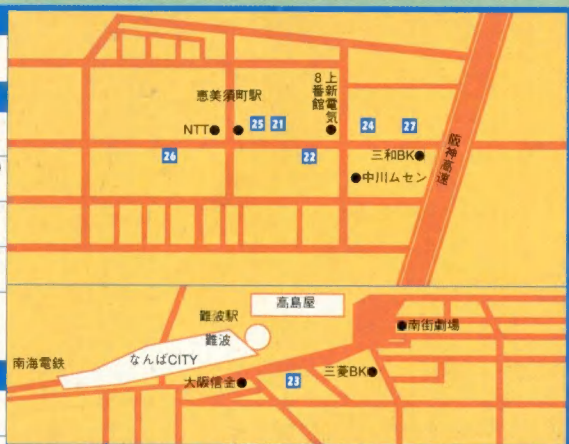 恵美須町駅
上新電気
8番館
NTT
25
21
24
27
26
22
三和BK
中川ムセン
阪神高速
高島屋
難波駅
難波
南街劇場
南海電鉄
なんばCITY
大阪信金
23
三菱BK